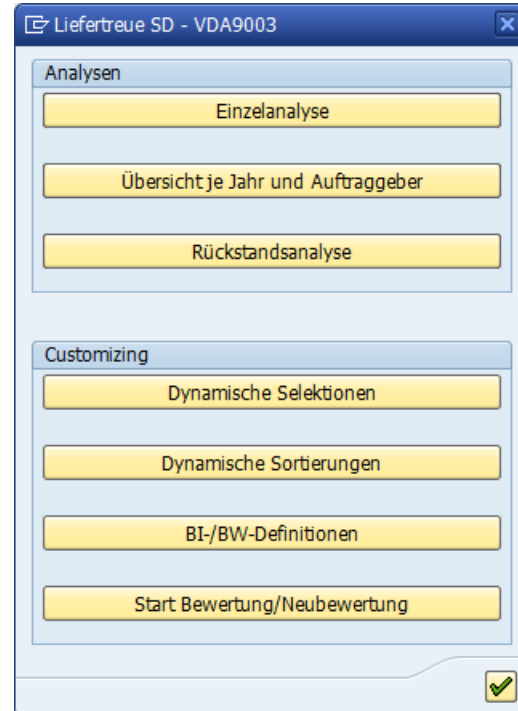 Liefertreue SD - VDA9003
Analysen
Einzelanalyse
Übersicht je Jahr und Auftraggeber
Rückstandsanalyse
Customizing
Dynamische Selektionen
Dynamische Sortierungen
BI-/BW-Definitionen
Start Bewertung/Neubewertung